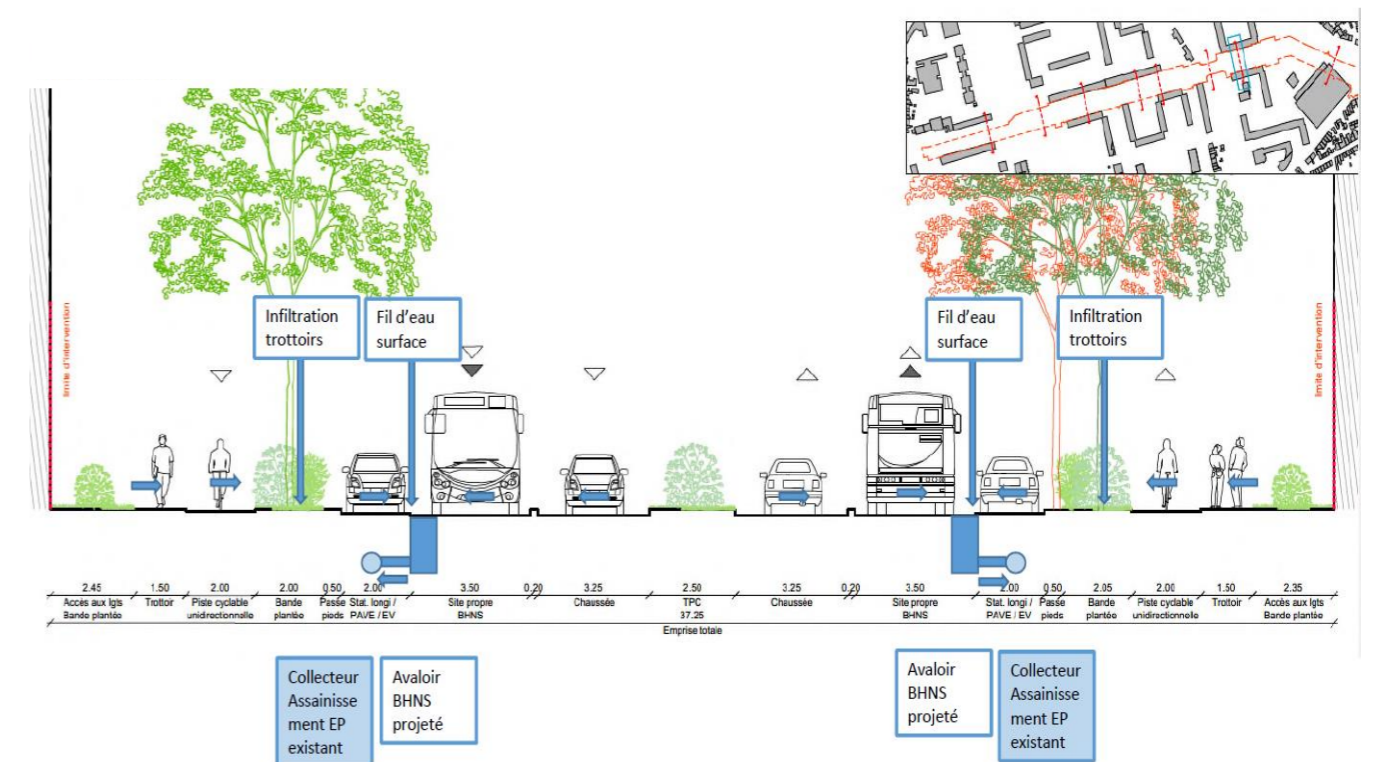 Infiltration
trottoirs
Fil d'eau
surface
Fil d'eau
surface
Infiltration
trottoirs
limite d'intervention
limite d'intervention
2.45 1.50 2.00 2.00 0.50 2.00 3.50 0.20 3.25 2.50 3.25 0.20 3.50 2.00 0.50 2.05 2.00 1.50 2.35
Accès aux lgts Trottoir Piste cyclable Bande Passe Stat. longi / Site propre Chaussée TPC Chaussée Site propre Stat. longi / Passe Bande Piste cyclable Trottoir Accès aux lgts
Bande plantée unidirectionnelle plantée pieds PAVE / EV BHNS 37.25 BHNS PAVE / EV pieds plantée unidirectionnelle Bande plantée
Emprise totale
Collecteur
Assainisse
ment EP
existant
Avaloir
BHNS
projeté
Avaloir
BHNS
projeté
Collecteur
Assainisse
ment EP
existant